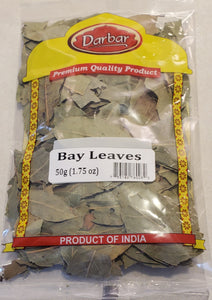 Darbar
Premium Quality Product
Bay Leaves
50g (1.75 oz)
PRODUCT OF INDIA